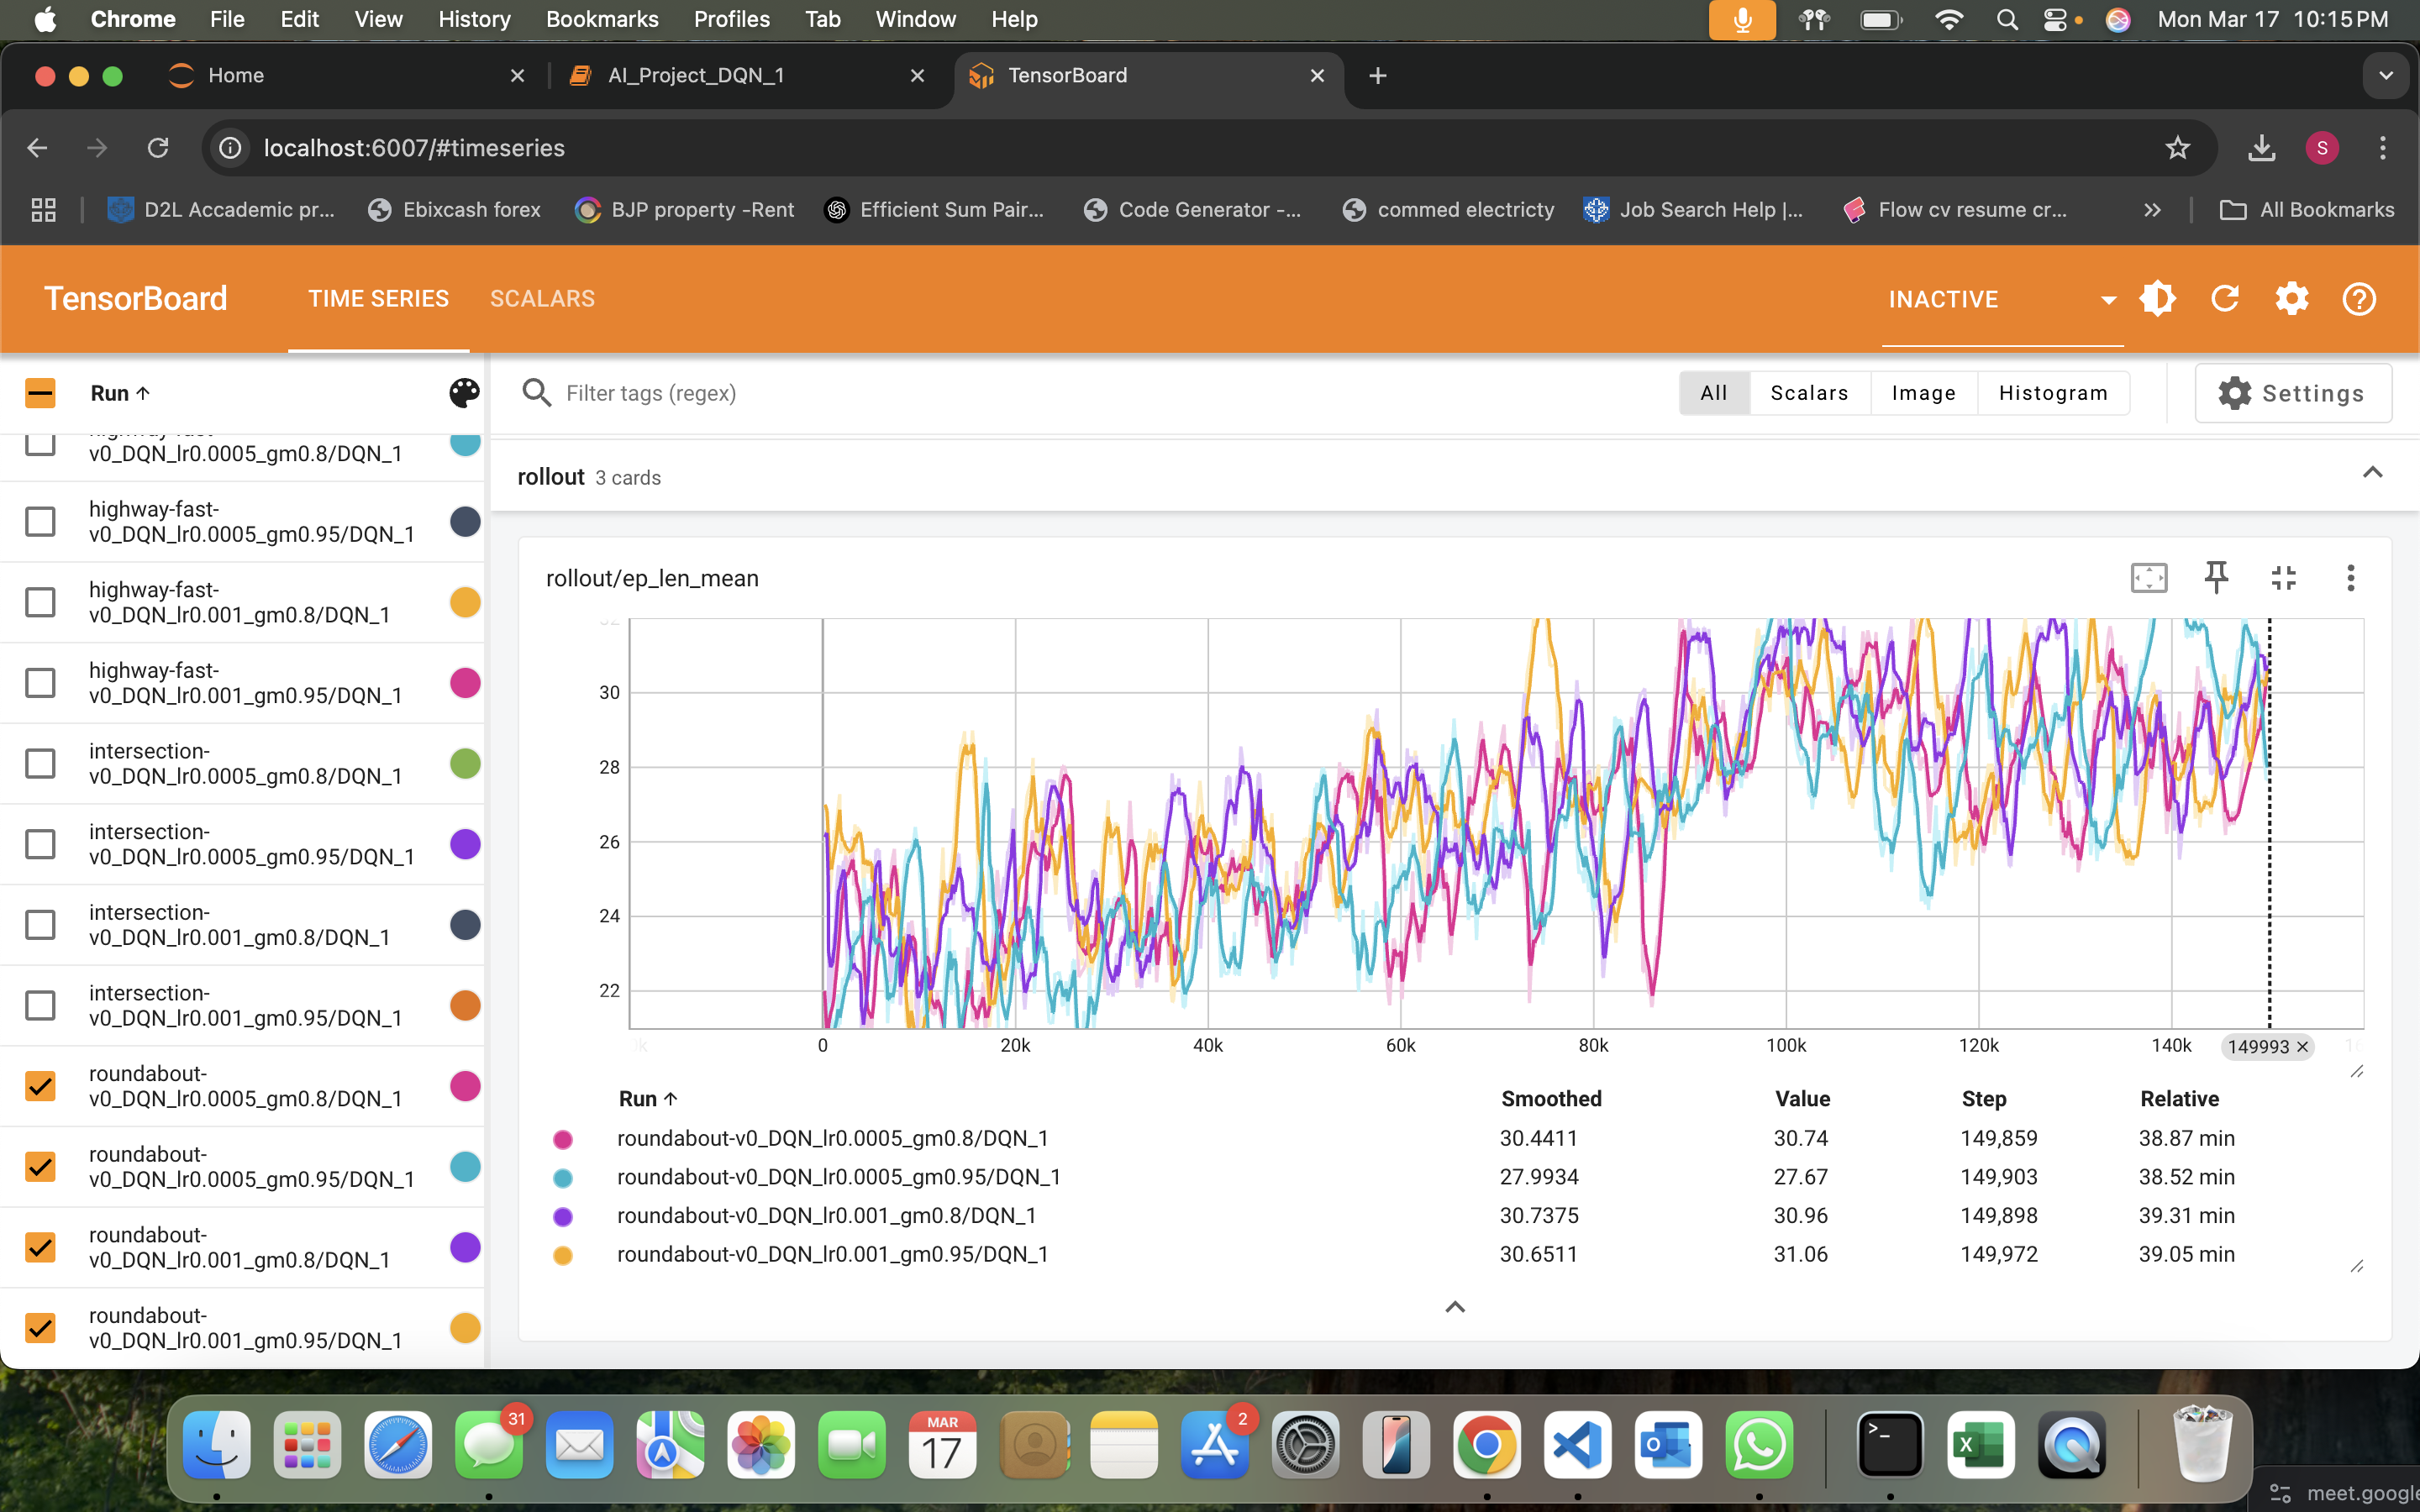 Chrome File Edit View History Bookmarks Profiles Tab Window Help Mon Mar 17 10:15 PM
Home AI_Project_DQN_1 TensorBoard
localhost:6007/#timeseries S
D2L Accademic pr... Ebixcash forex BJP property -Rent Efficient Sum Pair... Code Generator -... commed electricty Job Search Help |... Flow cv resume cr... All Bookmarks
TensorBoard TIME SERIES SCALARS INACTIVE
Run Filter tags (regex) All Scalars Image Histogram Settings
v0_DQN_lr0.0005_gm0.8/DQN_1
highway-fast-
v0_DQN_lr0.0005_gm0.95/DQN_1
highway-fast-
v0_DQN_lr0.001_gm0.8/DQN_1
highway-fast-
v0_DQN_lr0.001_gm0.95/DQN_1
intersection-
v0_DQN_lr0.0005_gm0.8/DQN_1
intersection-
v0_DQN_lr0.0005_gm0.95/DQN_1
intersection-
v0_DQN_lr0.001_gm0.8/DQN_1
intersection-
v0_DQN_lr0.001_gm0.95/DQN_1
roundabout-
v0_DQN_lr0.0005_gm0.8/DQN_1
roundabout-
v0_DQN_lr0.0005_gm0.95/DQN_1
roundabout-
v0_DQN_lr0.001_gm0.8/DQN_1
roundabout-
v0_DQN_lr0.001_gm0.95/DQN_1
rollout 3 cards
rollout/ep_len_mean
30
28
26
24
22
0 20k 40k 60k 80k 100k 120k 140k 149993
Run Smoothed Value Step Relative
roundabout-v0_DQN_lr0.0005_gm0.8/DQN_1 30.4411 30.74 149,859 38.87 min
roundabout-v0_DQN_lr0.0005_gm0.95/DQN_1 27.9934 27.67 149,903 38.52 min
roundabout-v0_DQN_lr0.001_gm0.8/DQN_1 30.7375 30.96 149,898 39.31 min
roundabout-v0_DQN_lr0.001_gm0.95/DQN_1 30.6511 31.06 149,972 39.05 min
31 MAR 2
17
meet.google